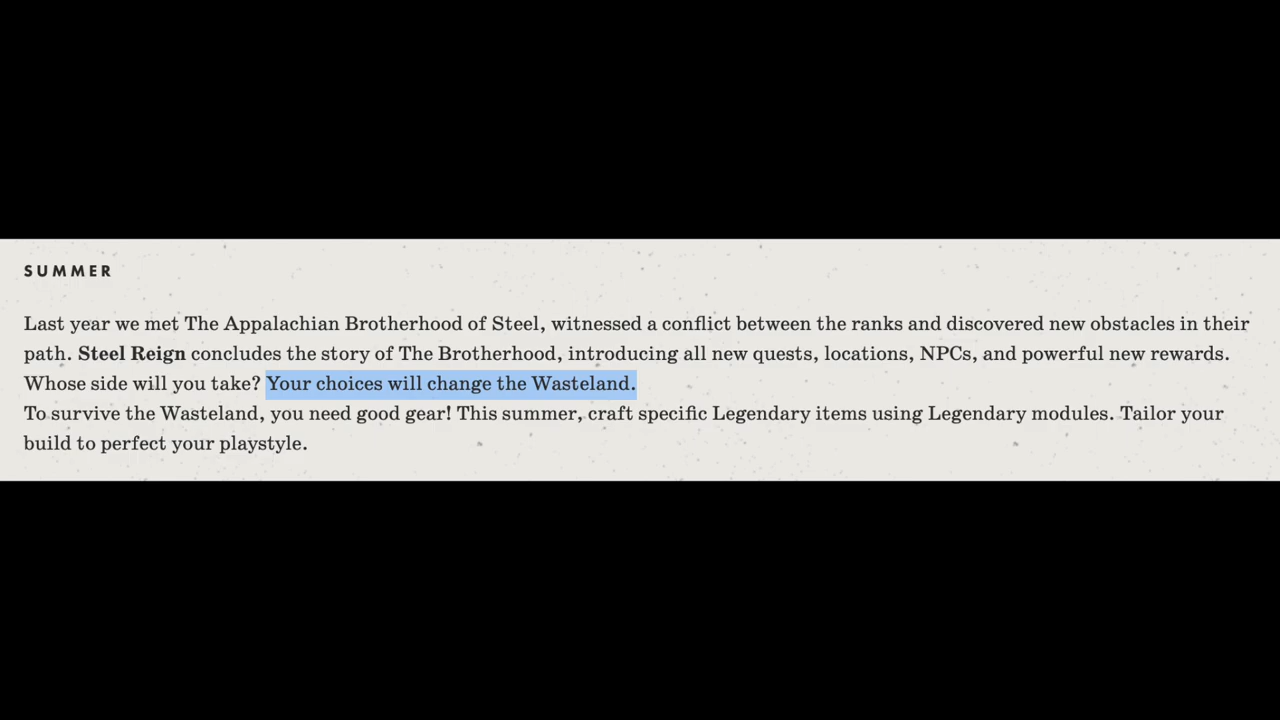 SUMMER
Last year we met The Appalachian Brotherhood of Steel, witnessed a conflict between the ranks and discovered new obstacles in their
path. Steel Reign concludes the story of The Brotherhood, introducing all new quests, locations, NPCs, and powerful new rewards.
Whose side will you take? Your choices will change the Wasteland.
To survive the Wasteland, you need good gear! This summer, craft specific Legendary items using Legendary modules. Tailor your
build to perfect your playstyle.